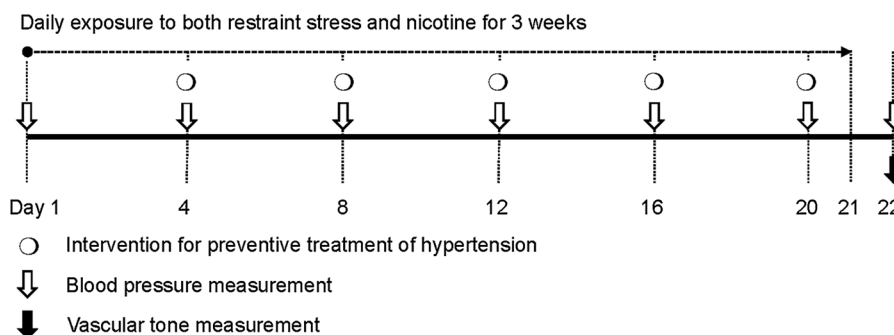 Daily exposure to both restraint stress and nicotine for 3 weeks
Day 1 4 8 12 16 20 21 22
Intervention for preventive treatment of hypertension
Blood pressure measurement
Vascular tone measurement